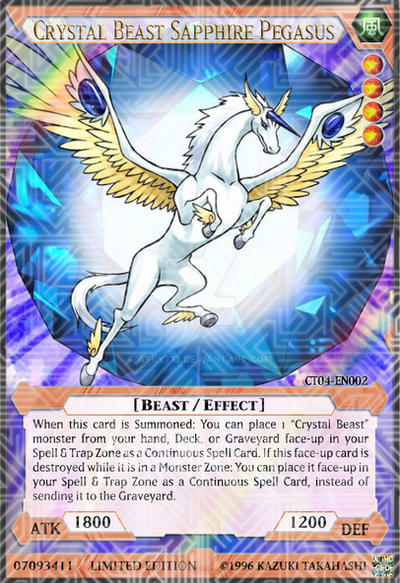 CRYSTAL BEAST SAPPHIRE PEGASUS
風
ASKY777.DEVIANTART.COM
CT04-EN002
[BEAST / EFFECT]
When this card is Summoned: You can place 1 "Crystal Beast"
monster from your hand, Deck, or Graveyard face-up in your
Spell & Trap Zone as a Continuous Spell Card. If this face-up card is
destroyed while it is in a Monster Zone: You can place it face-up in
your Spell & Trap Zone as a Continuous Spell Card, instead of
sending it to the Graveyard.
ATK 1800 1200 DEF
07093411 LIMITED EDITION ©1996 KAZUKI TAKAHASHI